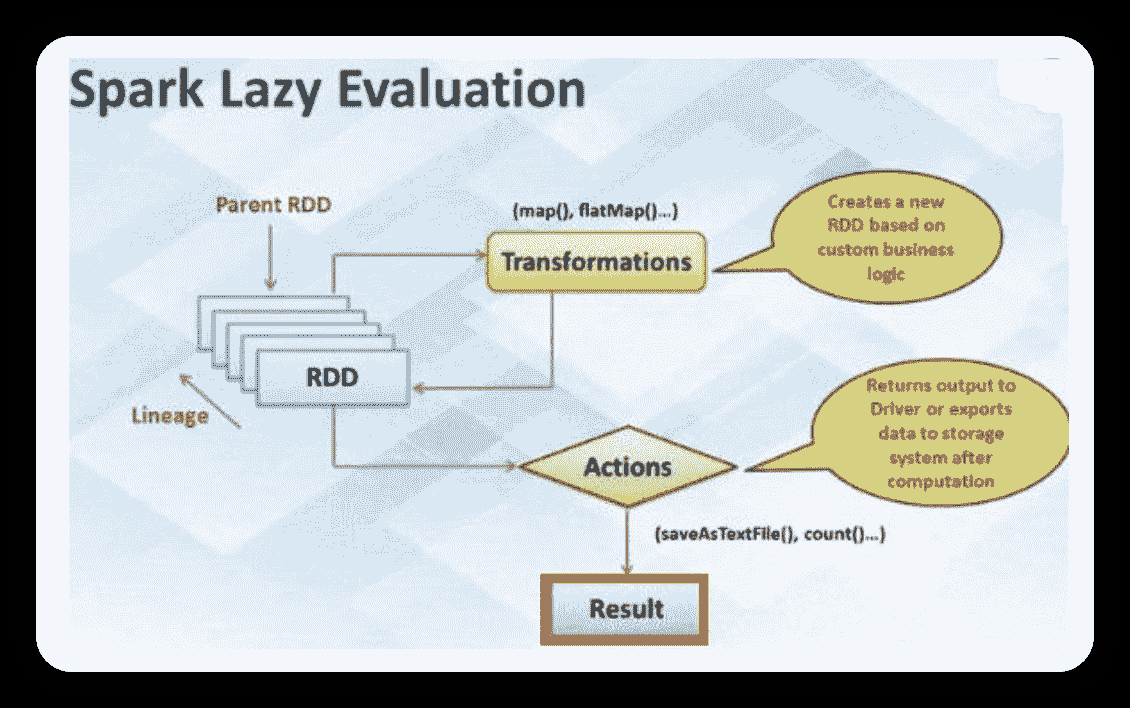 Spark Lazy Evaluation
Parent RDD
(map(), flatMap()...)
Transformations
Creates a new
RDD based on
custom business
logic
RDD
Lineage
Returns output to
Driver or exports
data to storage
system after
computation
Actions
(saveAsTextFile(), count()...)
Result